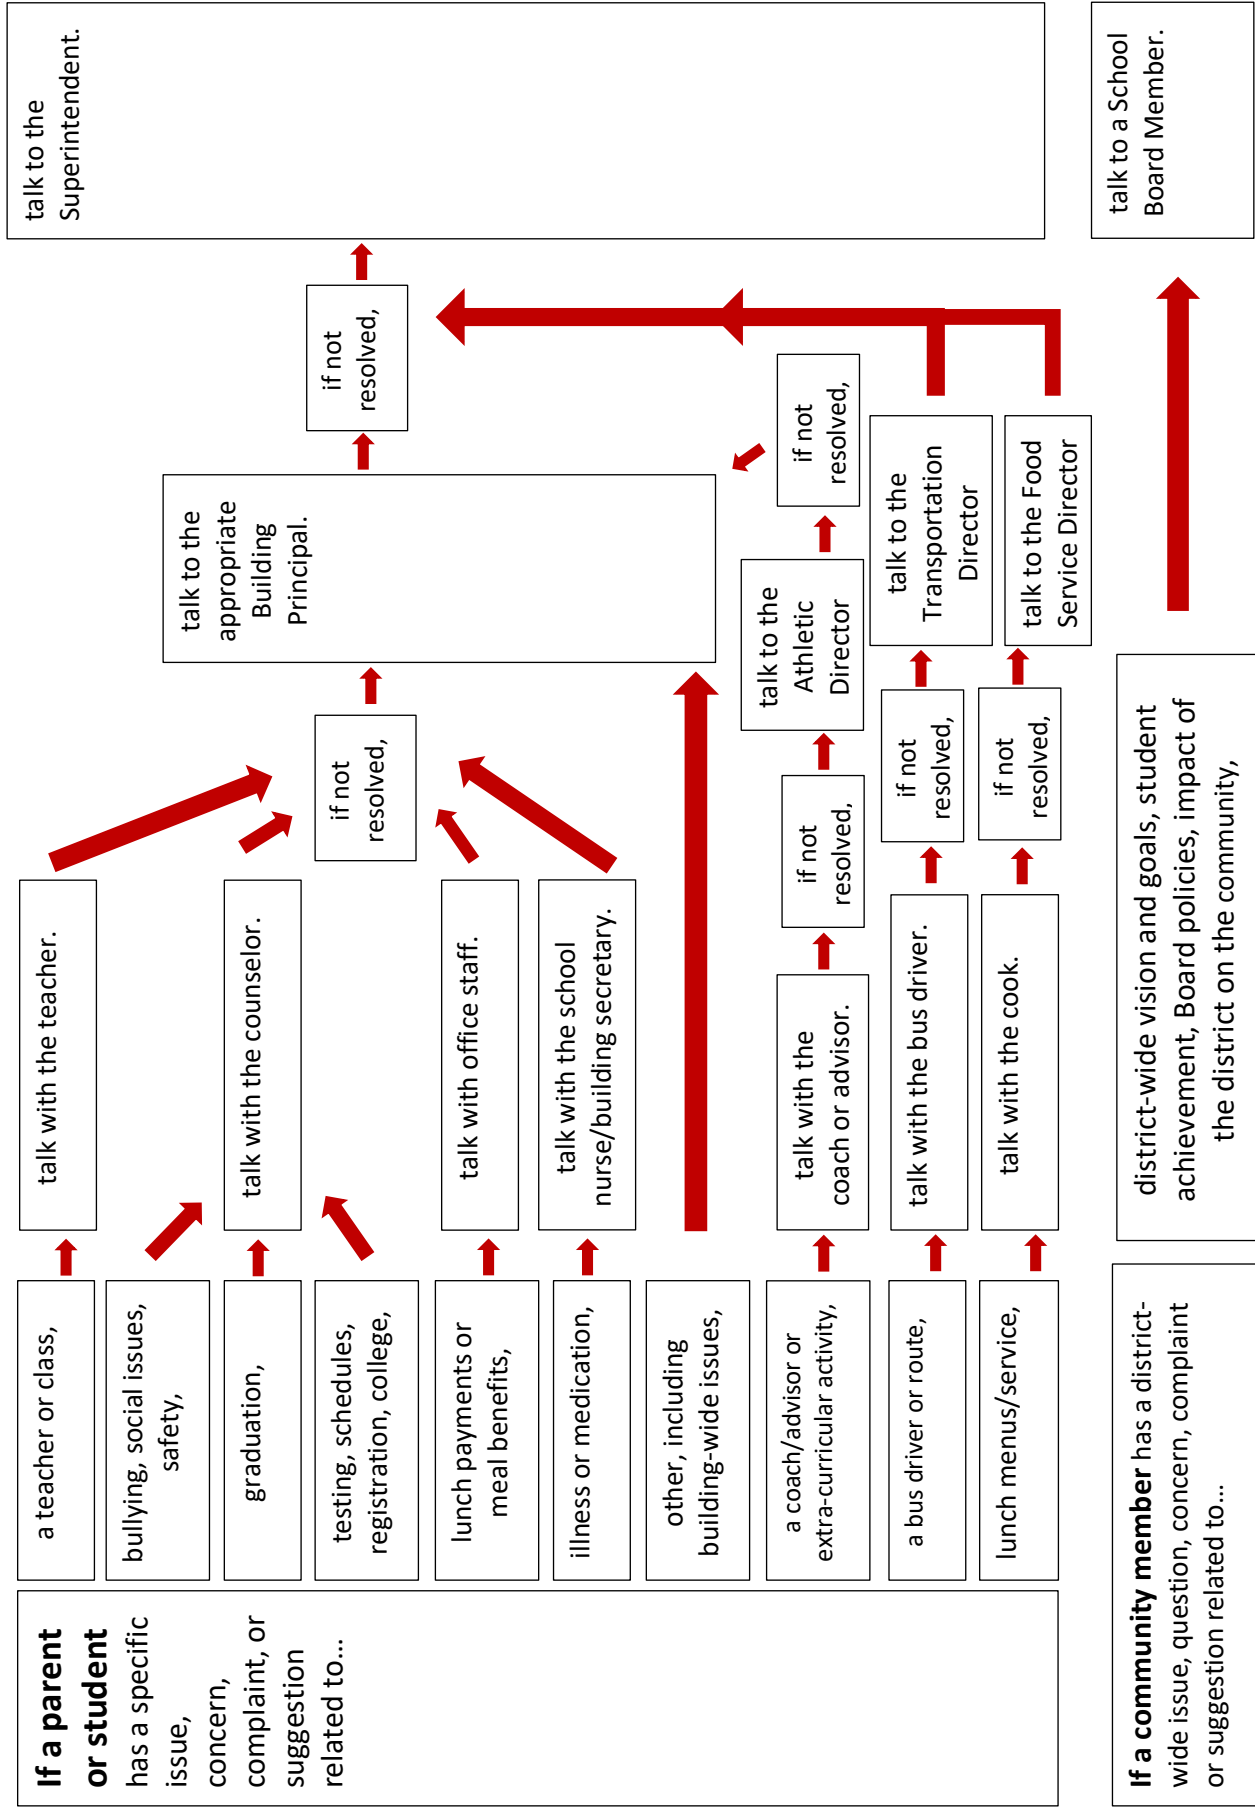 If a parent
or student
has a specific
issue,
concern,
complaint, or
suggestion
related to...
a teacher or class,
talk with the teacher.
bullying, social issues,
safety,
graduation,
testing, schedules,
registration, college,
talk with the counselor.
lunch payments or
meal benefits,
talk with office staff.
illness or medication,
talk with the school
nurse/building secretary.
if not
resolved,
other, including
building-wide issues,
talk to the
appropriate
Building
Principal.
if not
resolved,
talk to the
Superintendent.
a coach/advisor or
extra-curricular activity,
talk with the
coach or advisor.
if not
resolved,
talk to the
Athletic
Director
if not
resolved,
a bus driver or route,
talk with the bus driver.
if not
resolved,
talk to the
Transportation
Director
lunch menus/service,
talk with the cook.
if not
resolved,
talk to the Food
Service Director
If a community member has a district-
wide issue, question, concern, complaint
or suggestion related to...
district-wide vision and goals, student
achievement, Board policies, impact of
the district on the community,
talk to a School
Board Member.